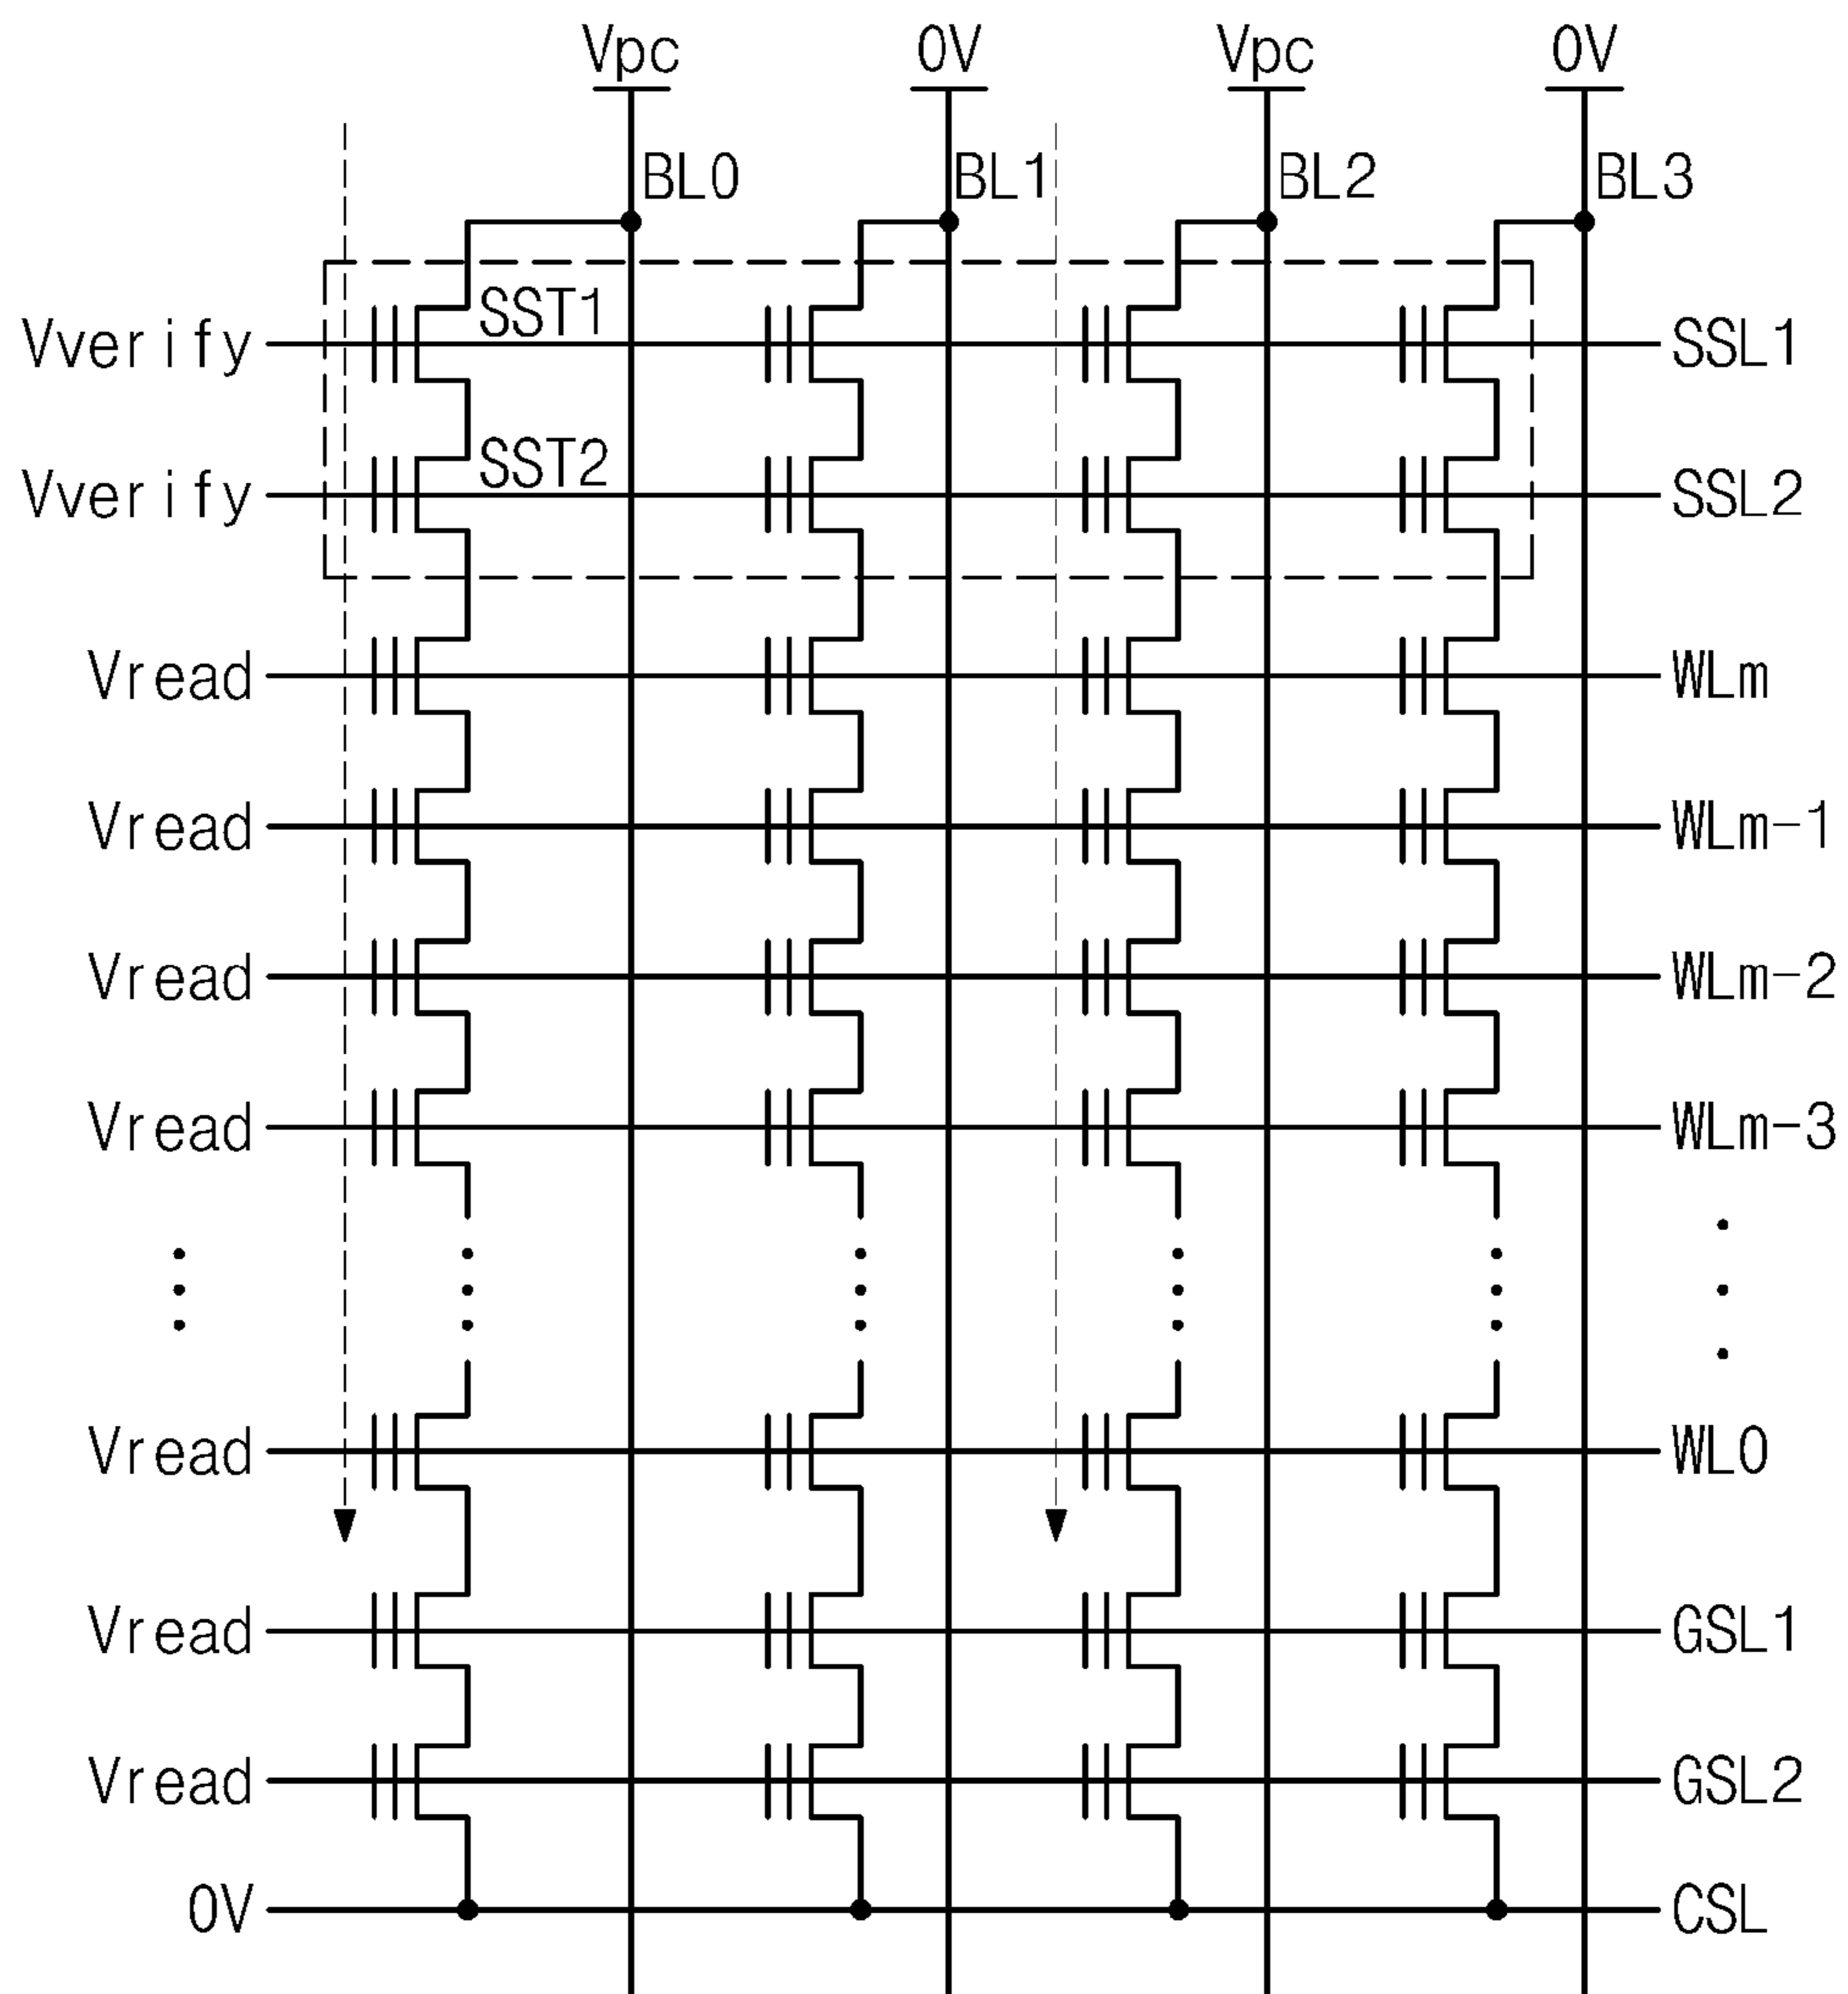 Vpc 0V Vpc 0V
BL0 BL1 BL2 BL3
Vverify SST1 SSL1
Vverify SST2 SSL2
Vread WLm
Vread WLm-1
Vread WLm-2
Vread WLm-3
Vread WL0
Vread GSL1
Vread GSL2
0V CSL